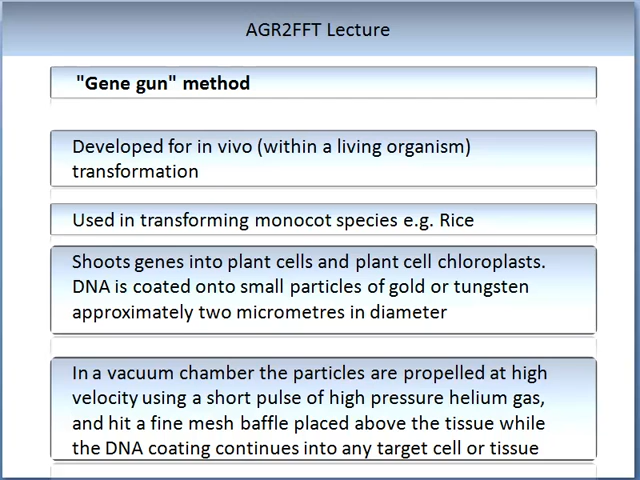 AGR2FFT Lecture
"Gene gun" method
Developed for in vivo (within a living organism)
transformation
Used in transforming monocot species e.g. Rice
Shoots genes into plant cells and plant cell chloroplasts.
DNA is coated onto small particles of gold or tungsten
approximately two micrometres in diameter
In a vacuum chamber the particles are propelled at high
velocity using a short pulse of high pressure helium gas,
and hit a fine mesh baffle placed above the tissue while
the DNA coating continues into any target cell or tissue